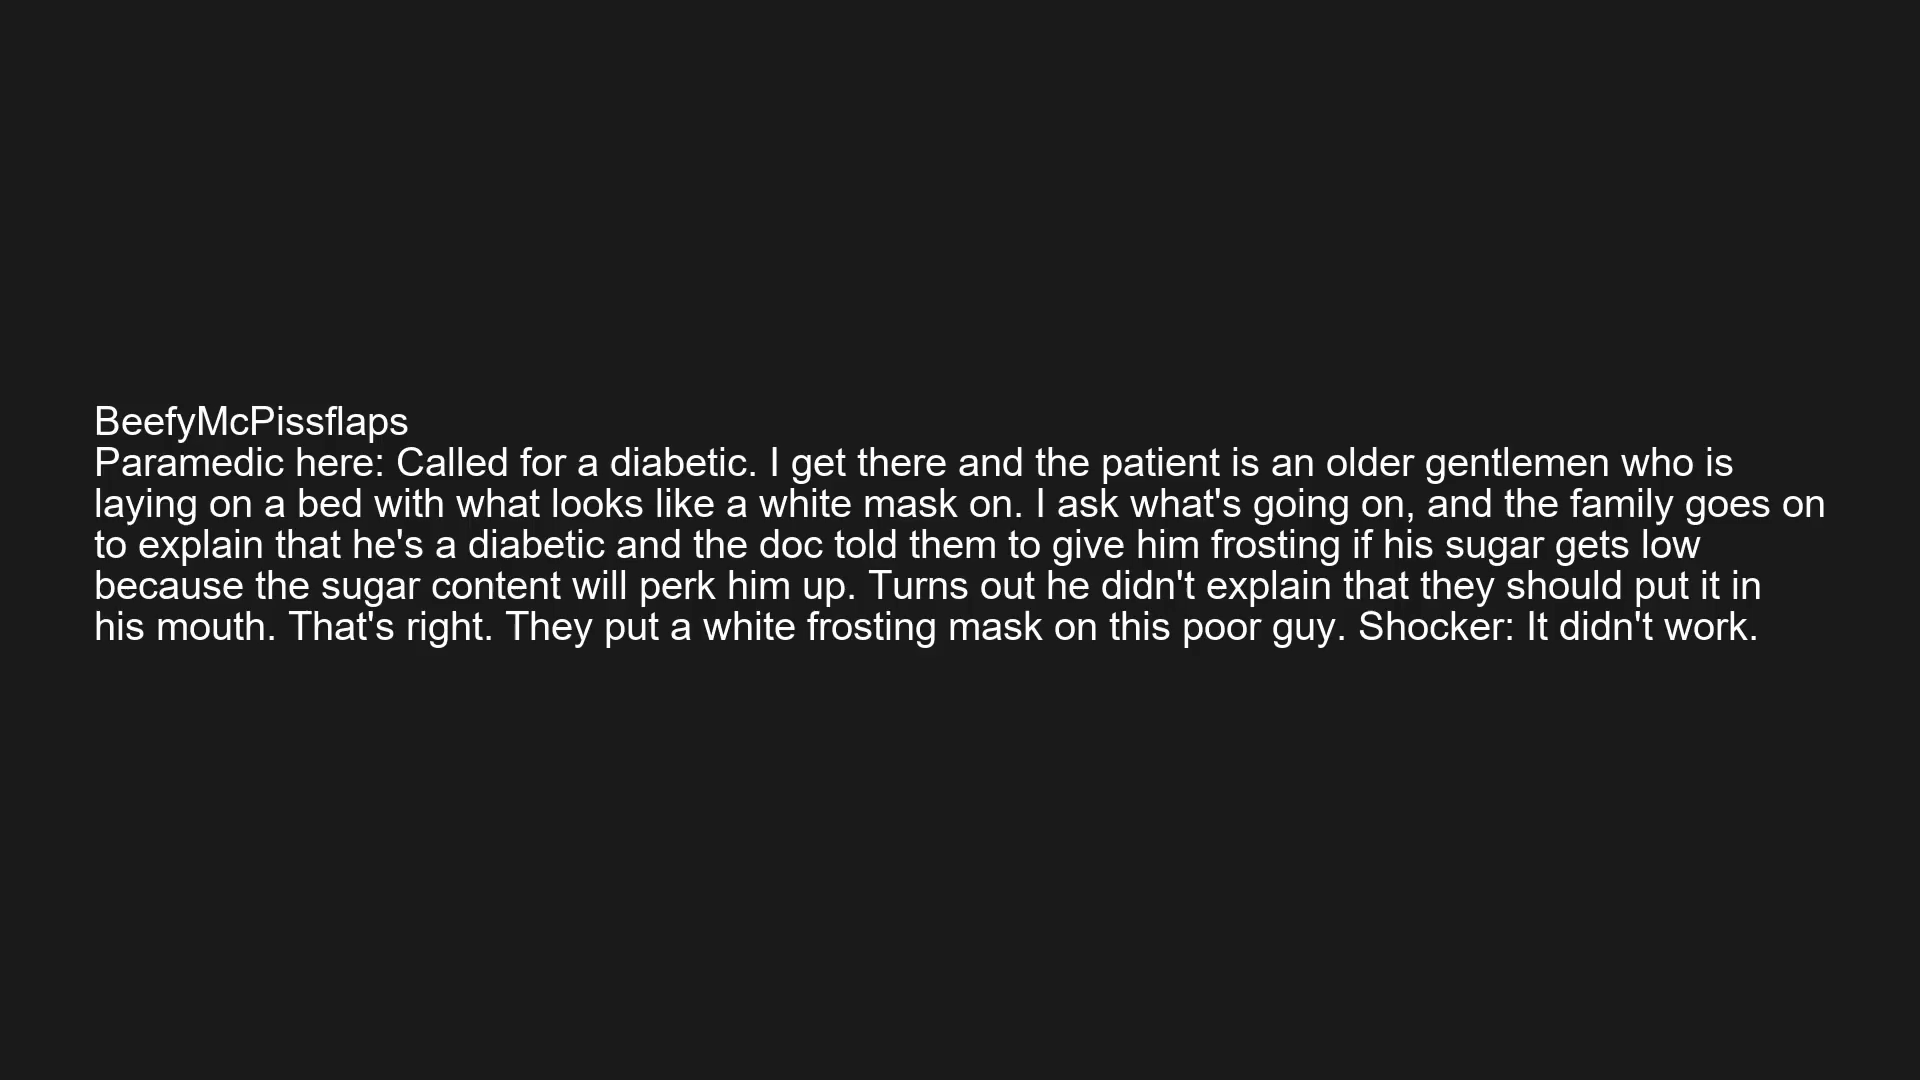 BeefyMcPissflaps
Paramedic here: Called for a diabetic. I get there and the patient is an older gentlemen who is
laying on a bed with what looks like a white mask on. I ask what's going on, and the family goes on
to explain that he's a diabetic and the doc told them to give him frosting if his sugar gets low
because the sugar content will perk him up. Turns out he didn't explain that they should put it in
his mouth. That's right. They put a white frosting mask on this poor guy. Shocker: It didn't work.